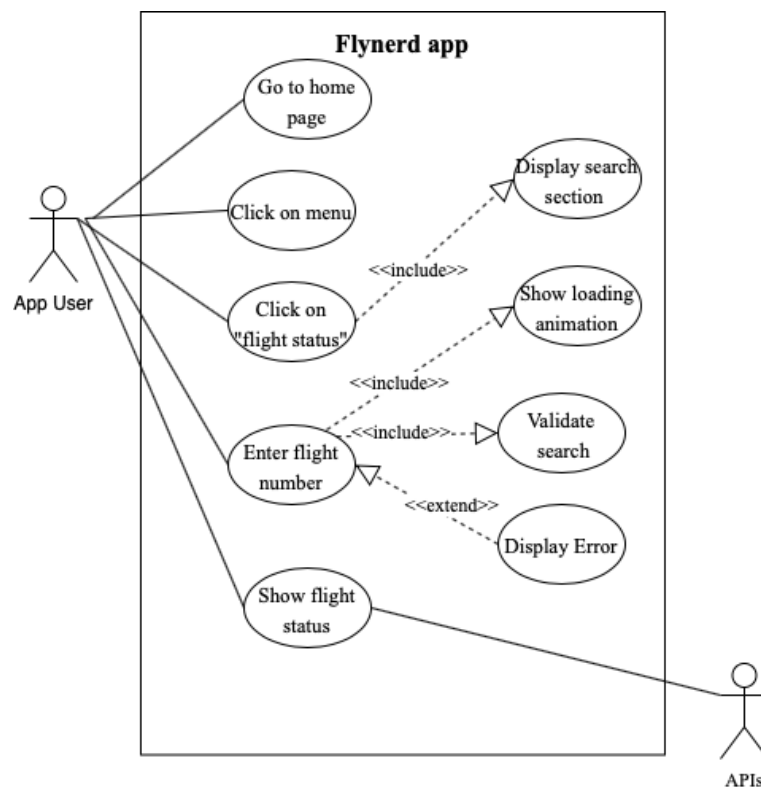 Flynerd app
Go to home
page
Display search
section
Click on menu
<<include>>
App User
Click on
"flight status"
Show loading
animation
<<include>>
<<include>>
Validate
search
Enter flight
number
<<extend>>
Display Error
Show flight
status
APIs